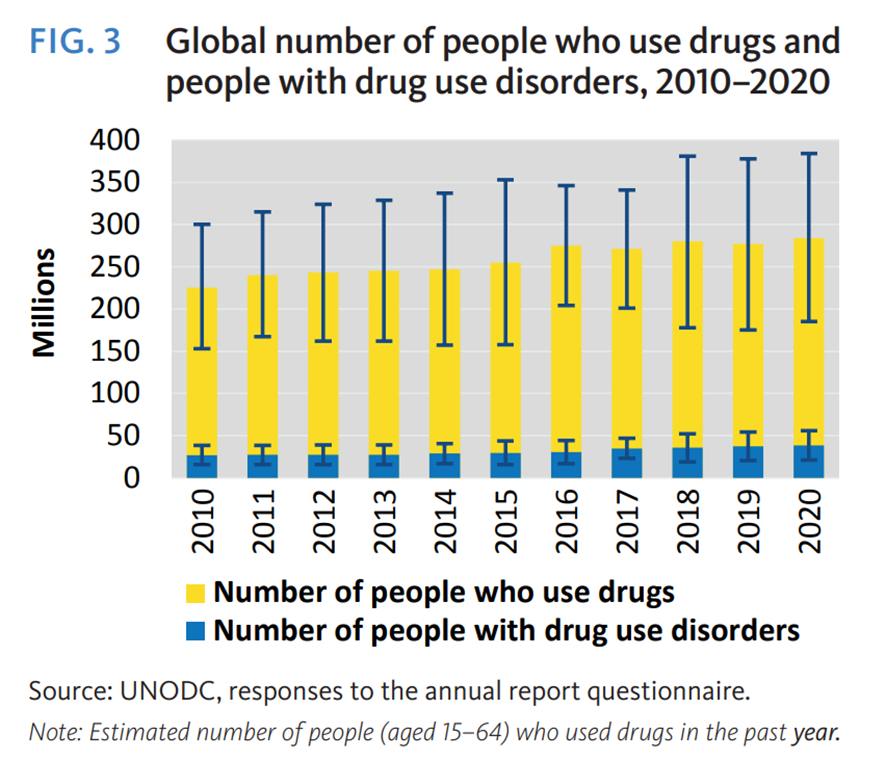 FIG. 3 Global number of people who use drugs and
people with drug use disorders, 2010–2020
400
350
300
250
200
150
100
50
0
Millions
2010 2011 2012 2013 2014 2015 2016 2017 2018 2019 2020
Number of people who use drugs
Number of people with drug use disorders
Source: UNODC, responses to the annual report questionnaire.
Note: Estimated number of people (aged 15–64) who used drugs in the past year.